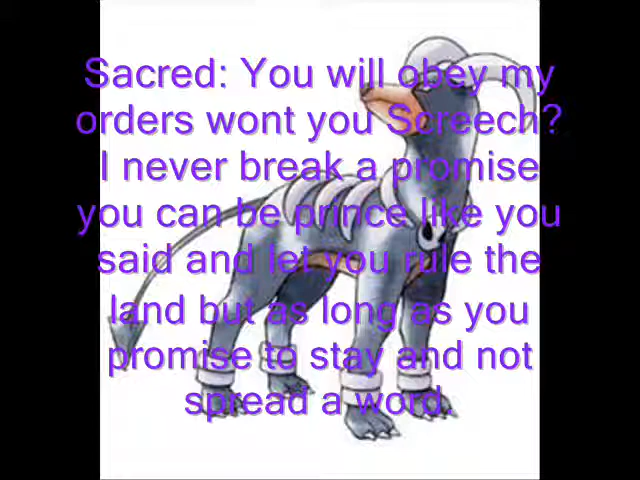 Sacred: You will obey my
orders wont you Screech?
I never break a promise
you can be prince like you
said and let you rule the
land but as long as you
promise to stay and not
spread a word.